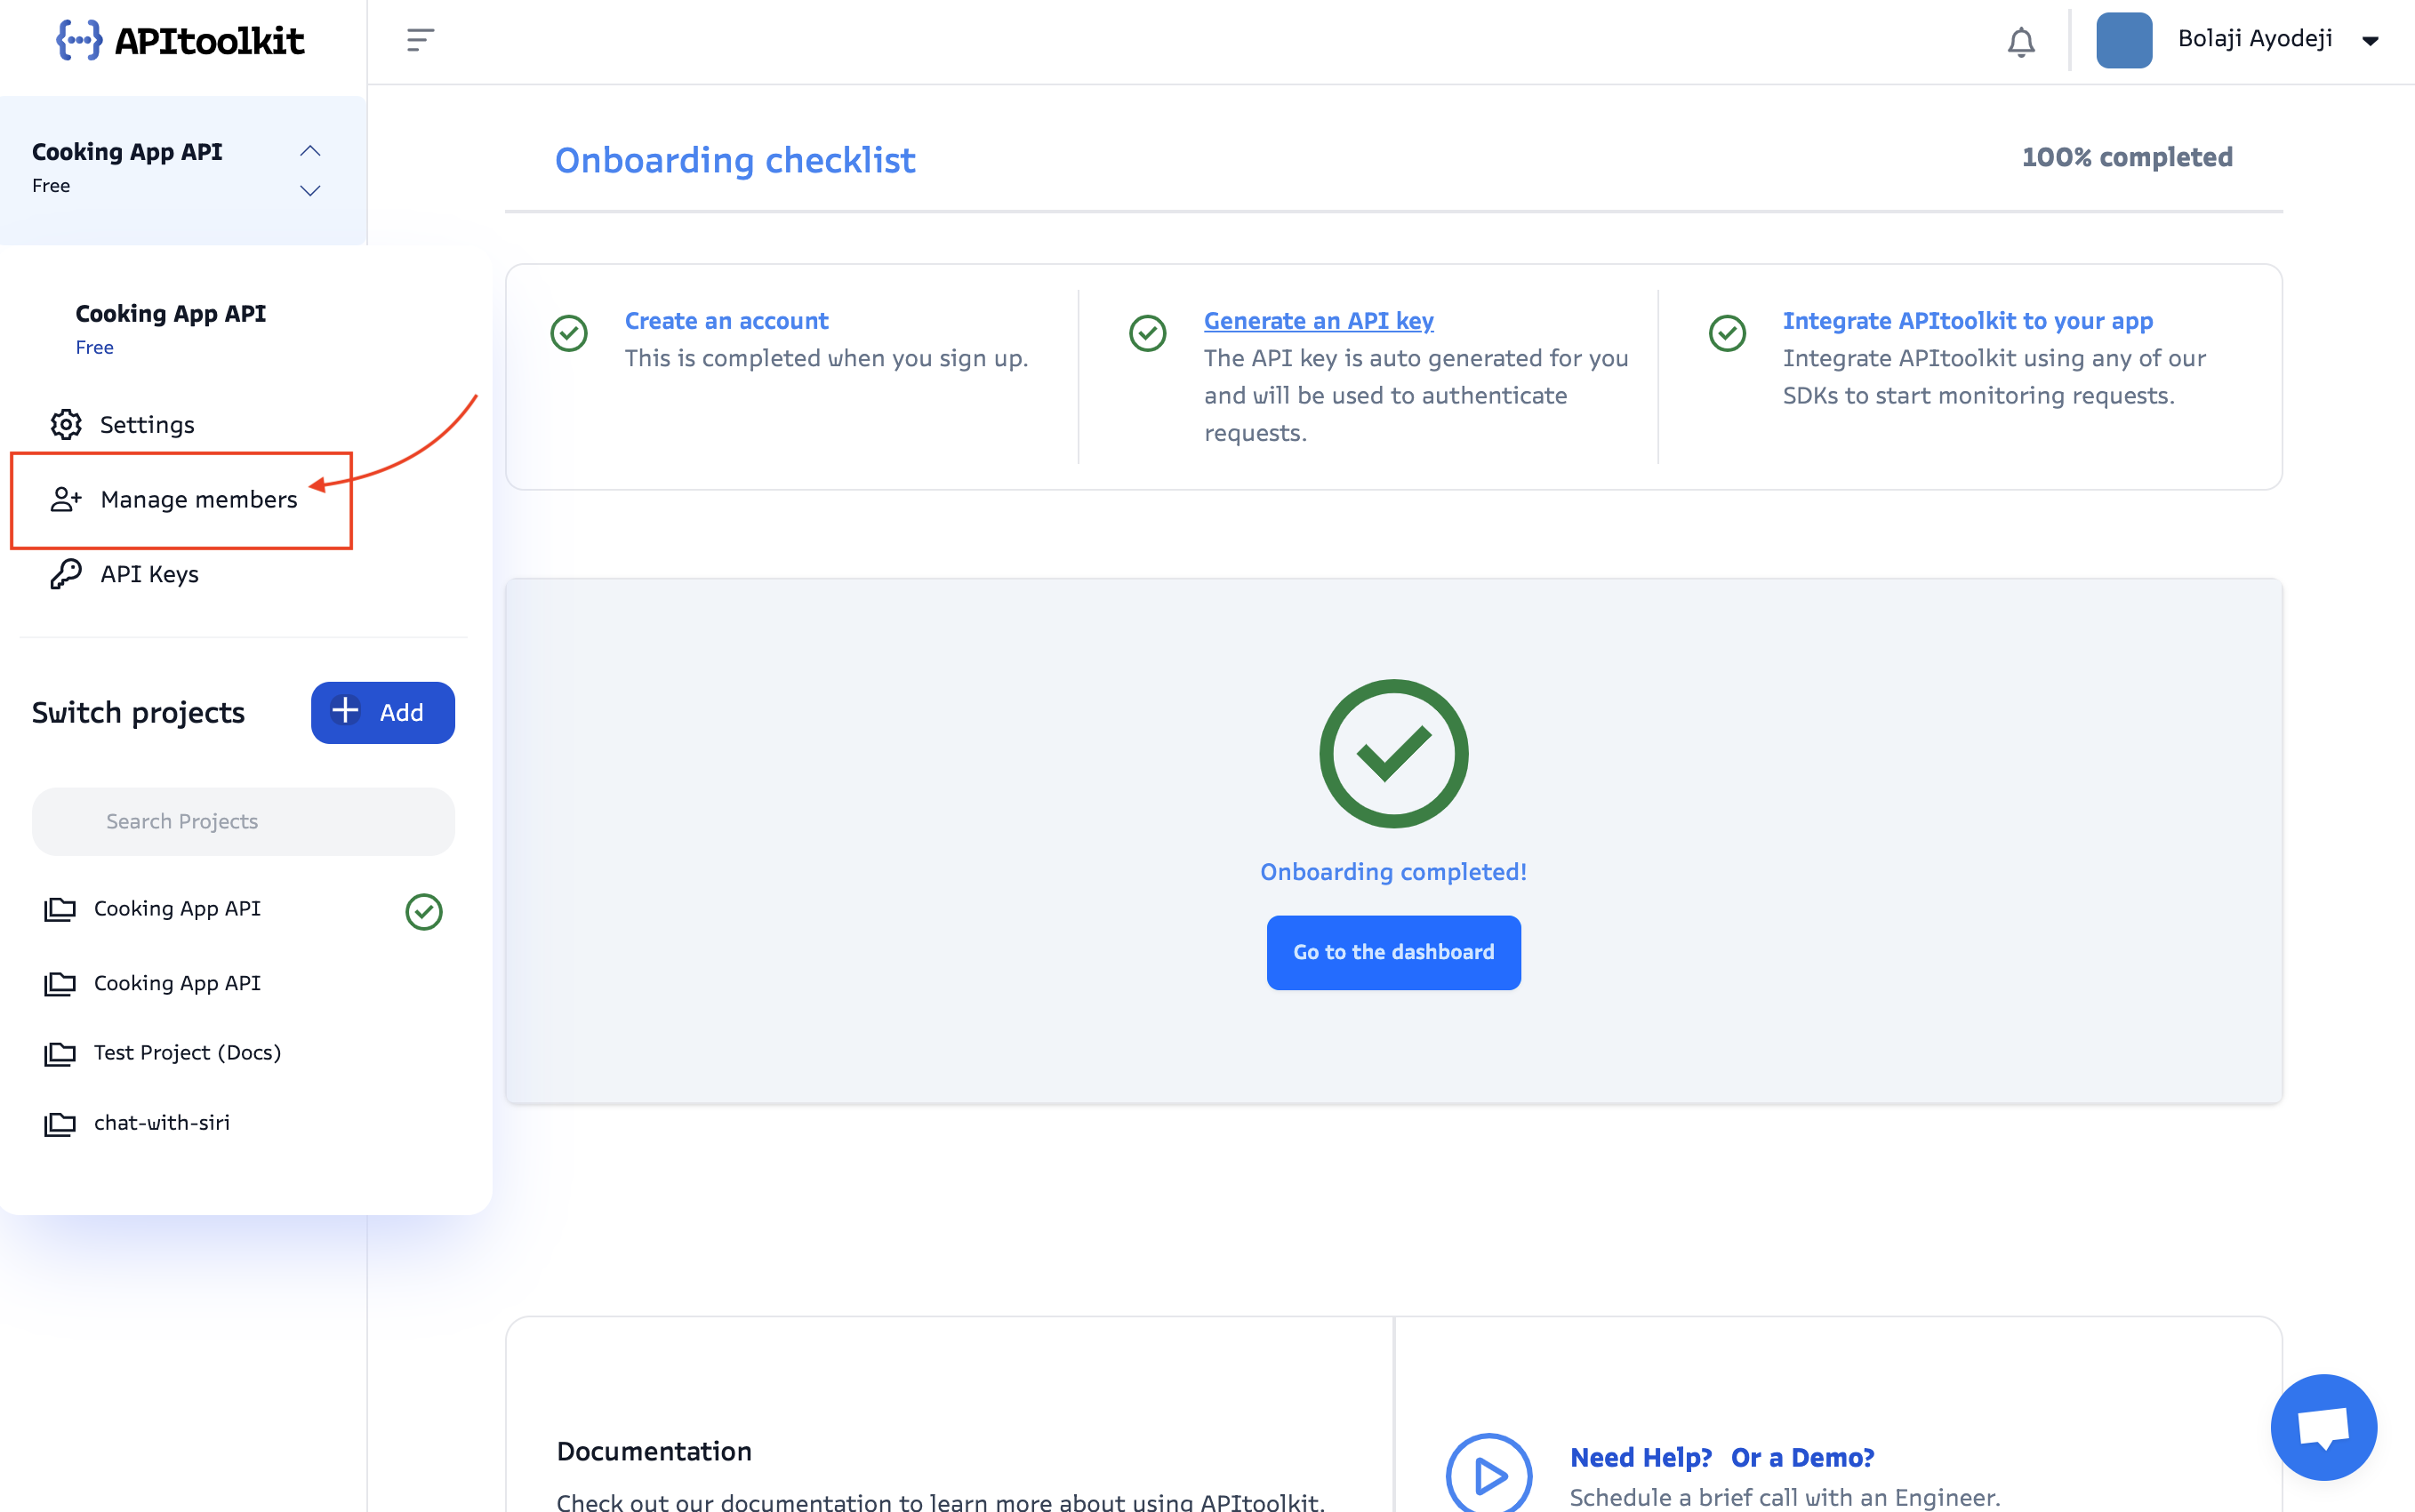 APItoolkit
Bolaji Ayodeji
Cooking App API
Free
Onboarding checklist
100% completed
Cooking App API
Free
Settings
Manage members
API Keys
Switch projects
Add
Search Projects
Cooking App API
Cooking App API
Test Project (Docs)
chat-with-siri
Create an account
This is completed when you sign up.
Generate an API key
The API key is auto generated for you
and will be used to authenticate
requests.
Integrate APItoolkit to your app
Integrate APItoolkit using any of our
SDKs to start monitoring requests.
Onboarding completed!
Go to the dashboard
Documentation
Check out our documentation to learn more about using APItoolkit.
Need Help? Or a Demo?
Schedule a brief call with an Engineer.